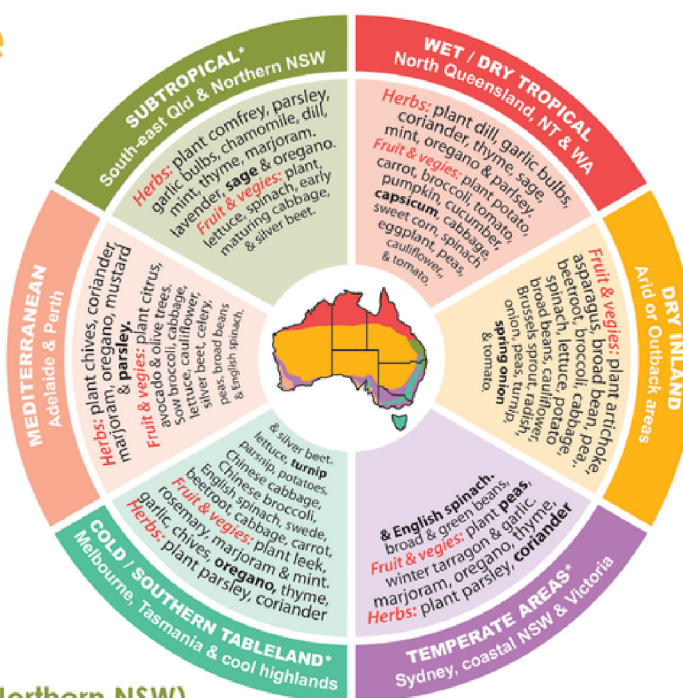 e
SUBTROPICAL*
South-east Qld & Northern NSW
Herbs: plant comfrey, parsley,
garlic bulbs, chamomile, dill,
mint, thyme, marjoram.
lavender, sage & oregano.
Fruit & vegies: plant,
lettuce, spinach, early
maturing cabbage,
& silver beet.
WET / DRY TROPICAL
North Queensland, NT & WA
Herbs: plant dill, garlic bulbs,
coriander, thyme, sage,
mint, oregano & parlsey.
Fruit & vegies: plant potato,
carrot, broccoli, tomato,
pumpkin, cucumber,
capsicum, cabbage,
sweet corn, spinach
eggplant, peas,
cauliflower,
& tomato.
DRY INLAND
Arid or Outback areas
Fruit & vegies: plant artichoke,
asparagus, broad bean, pea,
beetroot, broccoli, cabbage,
spinach, lettuce, potato
broad beans, cauliflower,
Brussels sprout, radish,
onion, peas, turnip,
spring onion
& tomato.
TEMPERATE AREAS*
Sydney, coastal NSW & Victoria
Herbs: plant parsley, coriander
marjoram, oregano, thyme,
winter tarragon & garlic.
Fruit & vegies: plant peas,
broad & green beans,
& English spinach.
COLD / SOUTHERN TABLELAND*
Melbourne, Tasmania & cool highlands
Herbs: plant parsley, coriander
garlic, chives, oregano, thyme,
rosemary, marjoram & mint.
Fruit & vegies: plant leek,
beetroot, cabbage, carrot,
English spinach, swede,
Chinese broccoli,
Chinese cabbage,
parsnip, potatoes,
lettuce, turnip
& silver beet.
MEDITERRANEAN
Adelaide & Perth
Herbs: plant chives, coriander,
marjoram, oregano, mustard
& parsley.
Fruit & vegies: plant citrus,
avocado & olive trees.
Sow broccoli, cabbage,
lettuce, cauliflower,
silver beet, celery,
peas, broad beans
& English spinach.
Northern NSW)